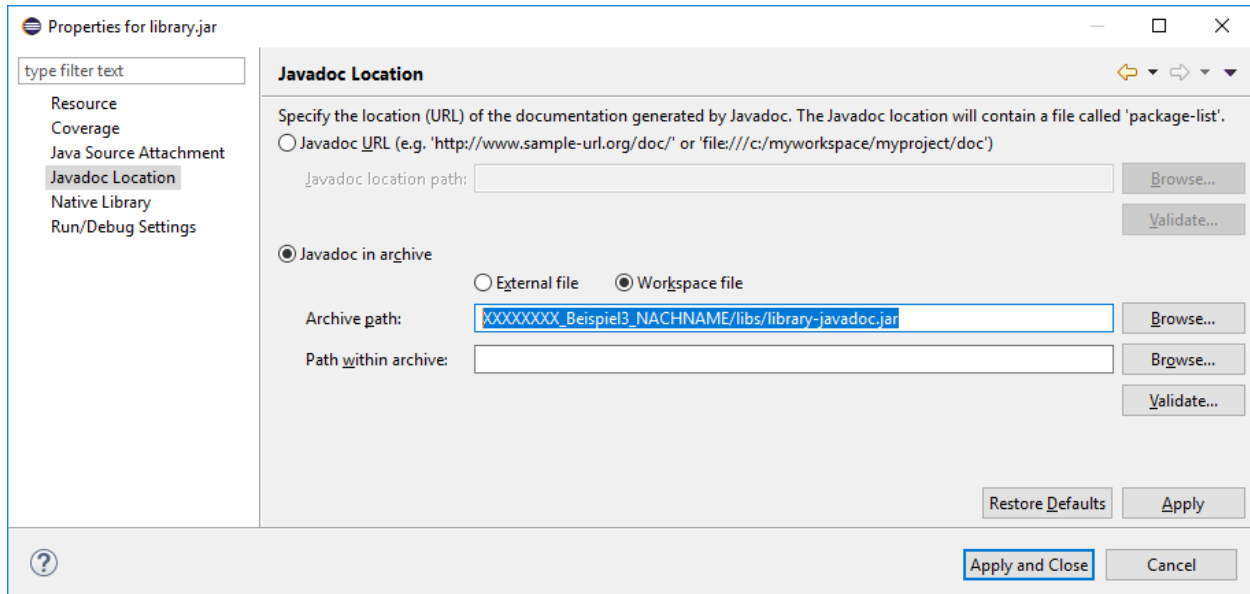 Properties for library.jar
type filter text
Resource
Coverage
Java Source Attachment
Javadoc Location
Native Library
Run/Debug Settings
Javadoc Location
Specify the location (URL) of the documentation generated by Javadoc. The Javadoc location will contain a file called 'package-list'.
Javadoc URL (e.g. 'http://www.sample-url.org/doc/' or 'file:///c:/myworkspace/myproject/doc')
Javadoc location path:
Browse...
Validate...
Javadoc in archive
External file
Workspace file
Archive path:
XXXXXXXX_Beispiel3_NACHNAME/libs/library-javadoc.jar
Browse...
Path within archive:
Browse...
Validate...
Restore Defaults
Apply
?
Apply and Close
Cancel